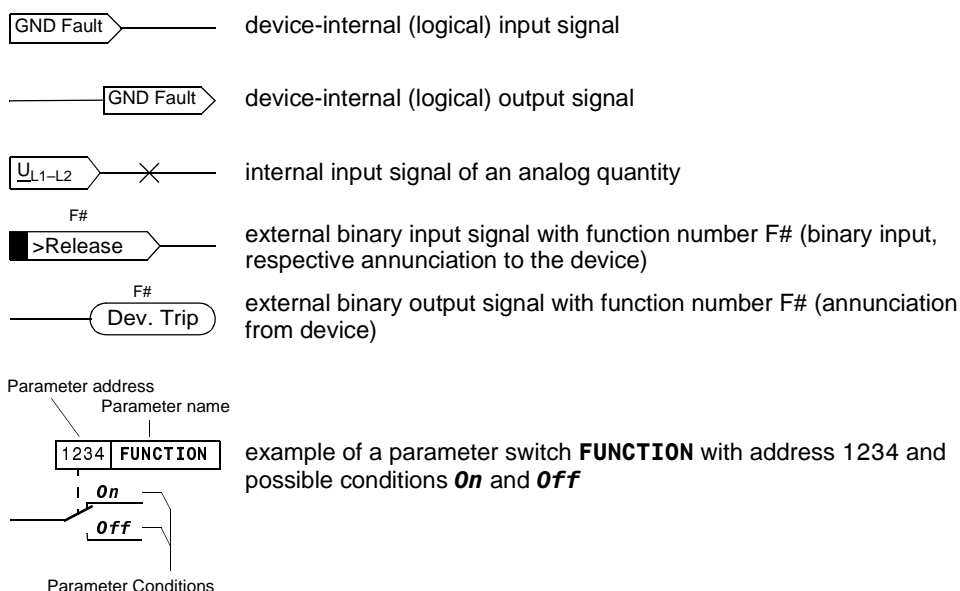 GND Fault device-internal (logical) input signal
GND Fault device-internal (logical) output signal
UL1–L2 internal input signal of an analog quantity
F#
>Release external binary input signal with function number F# (binary input,
respective annunciation to the device)
F#
Dev. Trip external binary output signal with function number F# (annunciation
from device)
Parameter address
Parameter name
1234 FUNCTION example of a parameter switch FUNCTION with address 1234 and
possible conditions On and Off
On
Off
Parameter Conditions